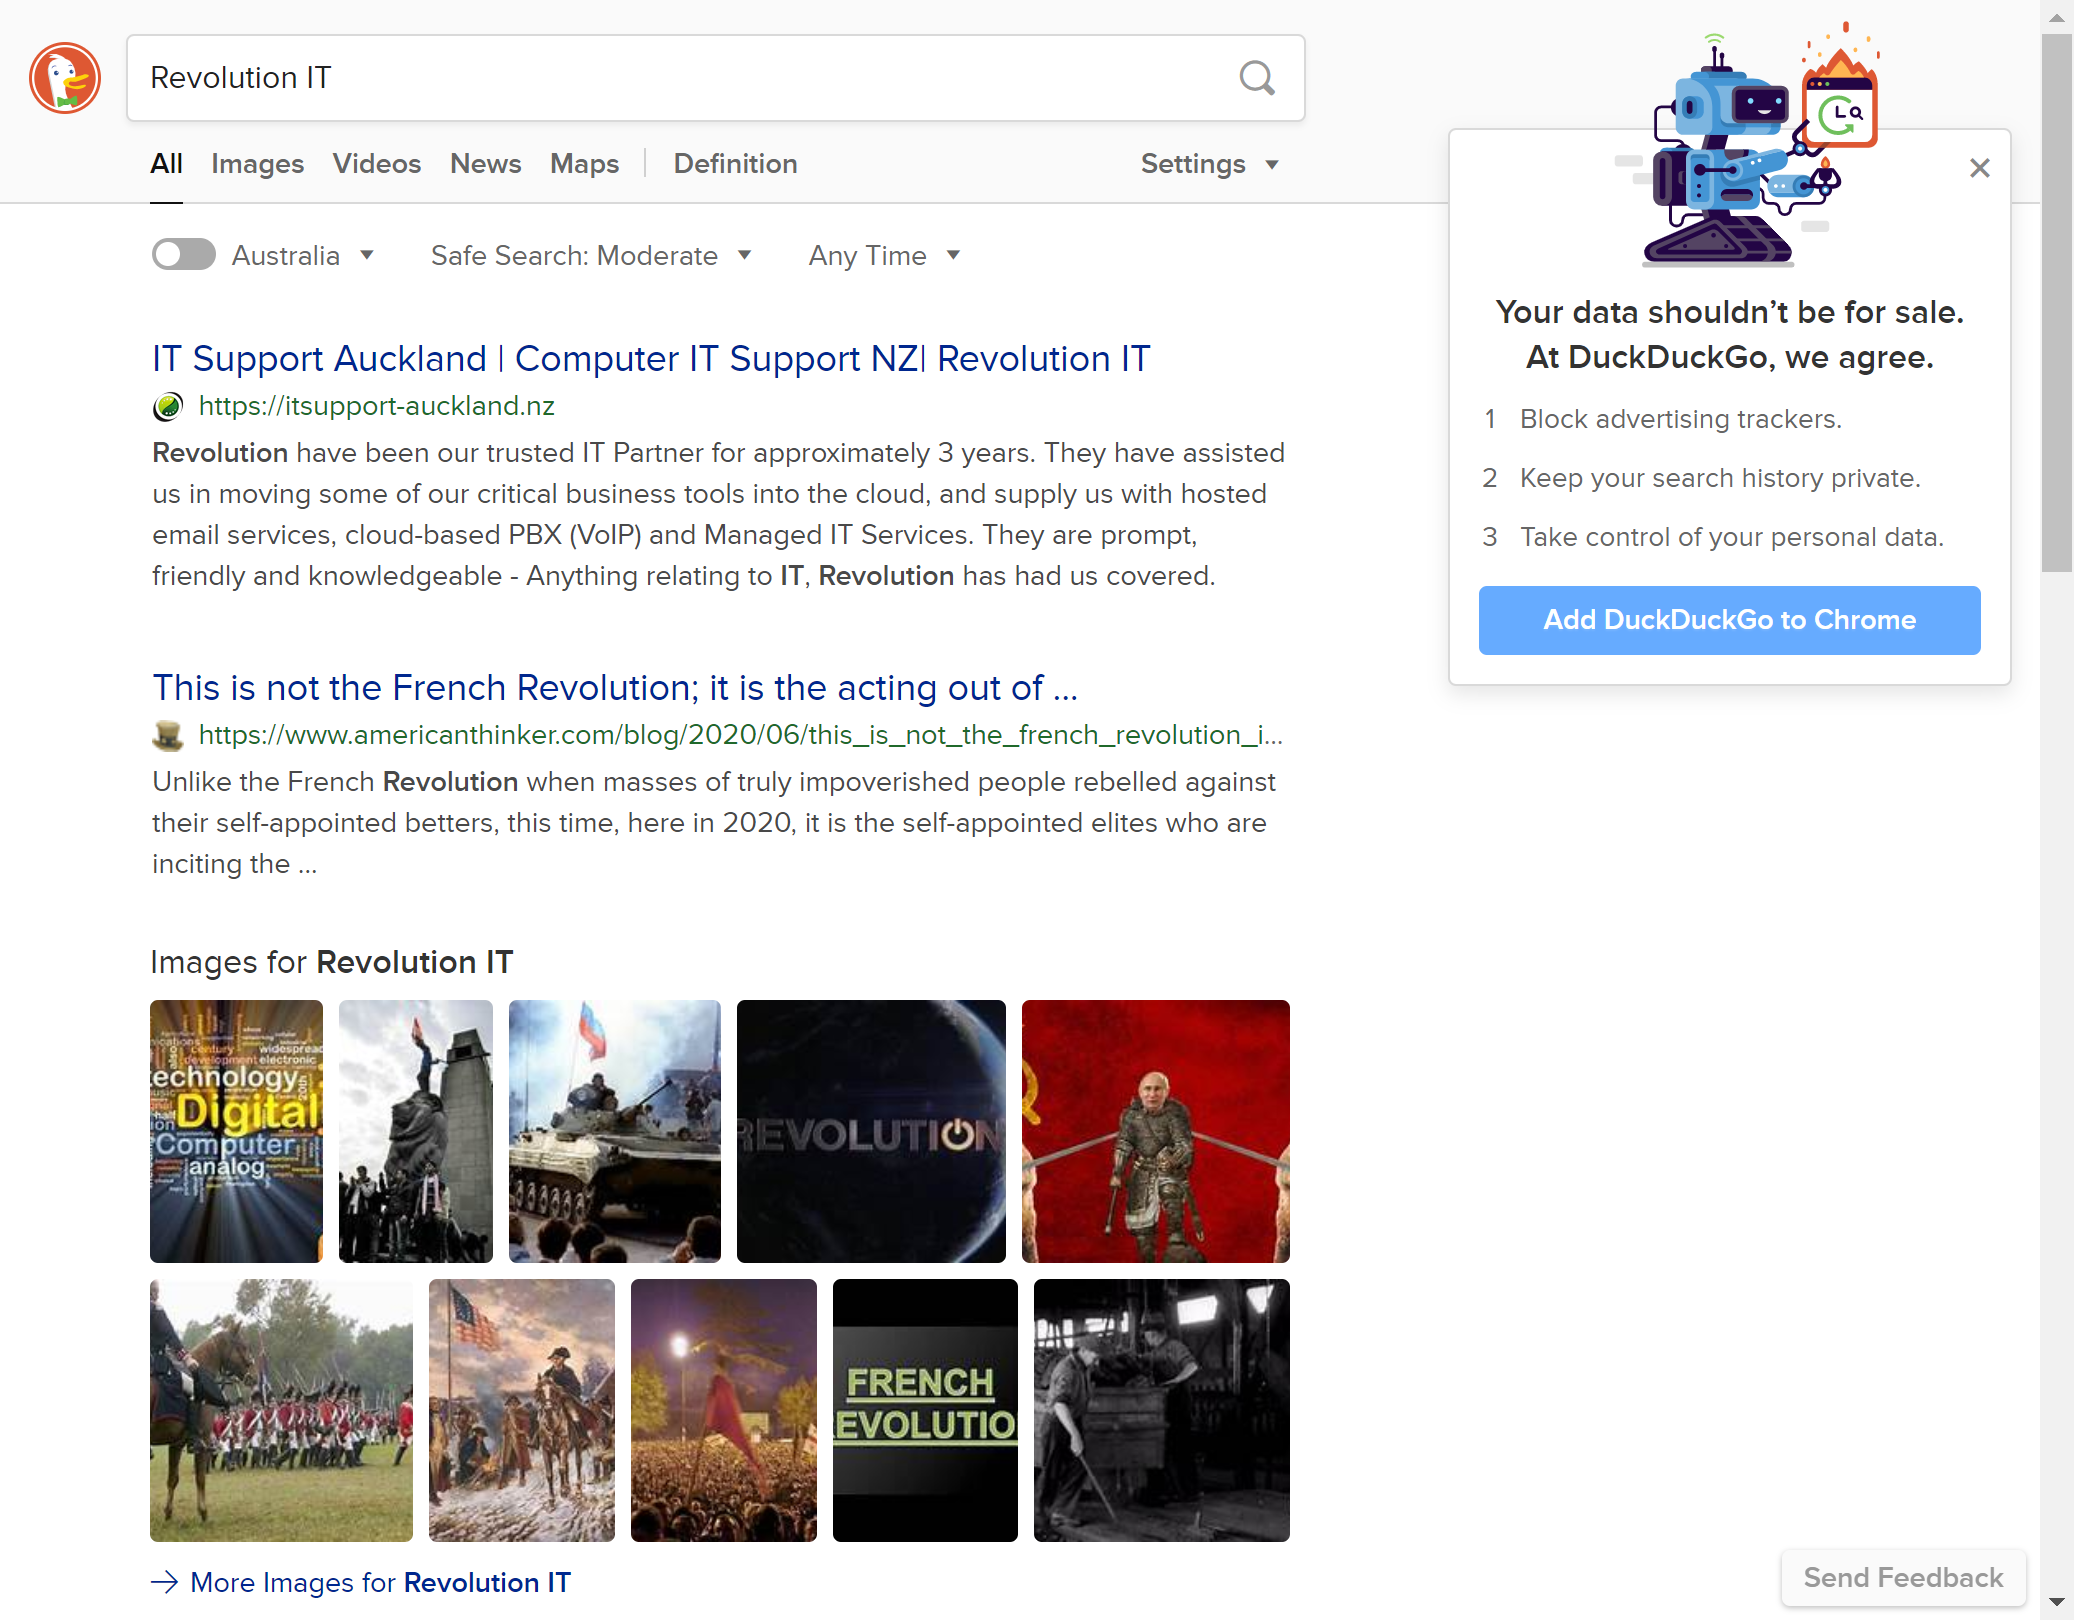 Revolution IT
All Images Videos News Maps Definition Settings
Australia Safe Search: Moderate Any Time
IT Support Auckland | Computer IT Support NZ| Revolution IT
https://itsupport-auckland.nz
Revolution have been our trusted IT Partner for approximately 3 years. They have assisted
us in moving some of our critical business tools into the cloud, and supply us with hosted
email services, cloud-based PBX (VoIP) and Managed IT Services. They are prompt,
friendly and knowledgeable - Anything relating to IT, Revolution has had us covered.
This is not the French Revolution; it is the acting out of ...
https://www.americanthinker.com/blog/2020/06/this_is_not_the_french_revolution_i...
Unlike the French Revolution when masses of truly impoverished people rebelled against
their self-appointed betters, this time, here in 2020, it is the self-appointed elites who are
inciting the ...
Images for Revolution IT
century
widespread
development electronic
echnology
20th
Digital
Computer
analog
REVOLUTION
FRENCH
EVOLUTIO
More Images for Revolution IT
Your data shouldn't be for sale.
At DuckDuckGo, we agree.
1 Block advertising trackers.
2 Keep your search history private.
3 Take control of your personal data.
Add DuckDuckGo to Chrome
Send Feedback